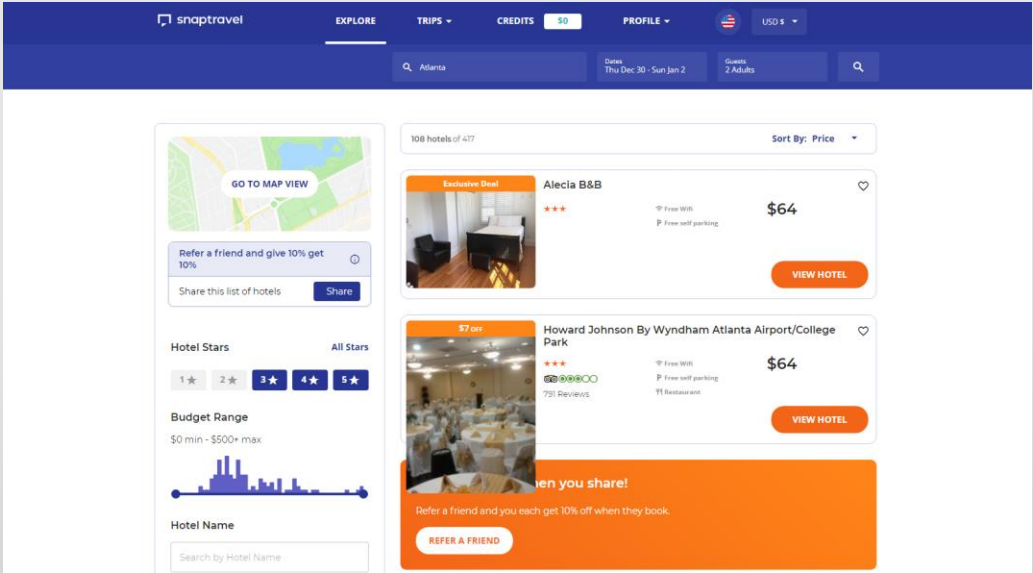 snaptravel
EXPLORE
TRIPS
CREDITS $0
PROFILE
USD $
Atlanta
Dates
Thu Dec 30 - Sun Jan 2
Guests
2 Adults
GO TO MAP VIEW
Refer a friend and give 10% get
10%
Share this list of hotels
Share
Hotel Stars
All Stars
1★ 2★ 3★ 4★ 5★
Budget Range
$0 min - $500+ max
Hotel Name
Search by Hotel Name
108 hotels of 417
Sort By: Price
Exclusive Deal
Alecia B&B
★★★
Free Wifi
Free self parking
$64
VIEW HOTEL
$7 OFF
Howard Johnson By Wyndham Atlanta Airport/College
Park
★★★
791 Reviews
Free Wifi
Free self parking
Restaurant
$64
VIEW HOTEL
en you share!
Refer a friend and you each get 10% off when they book.
REFER A FRIEND